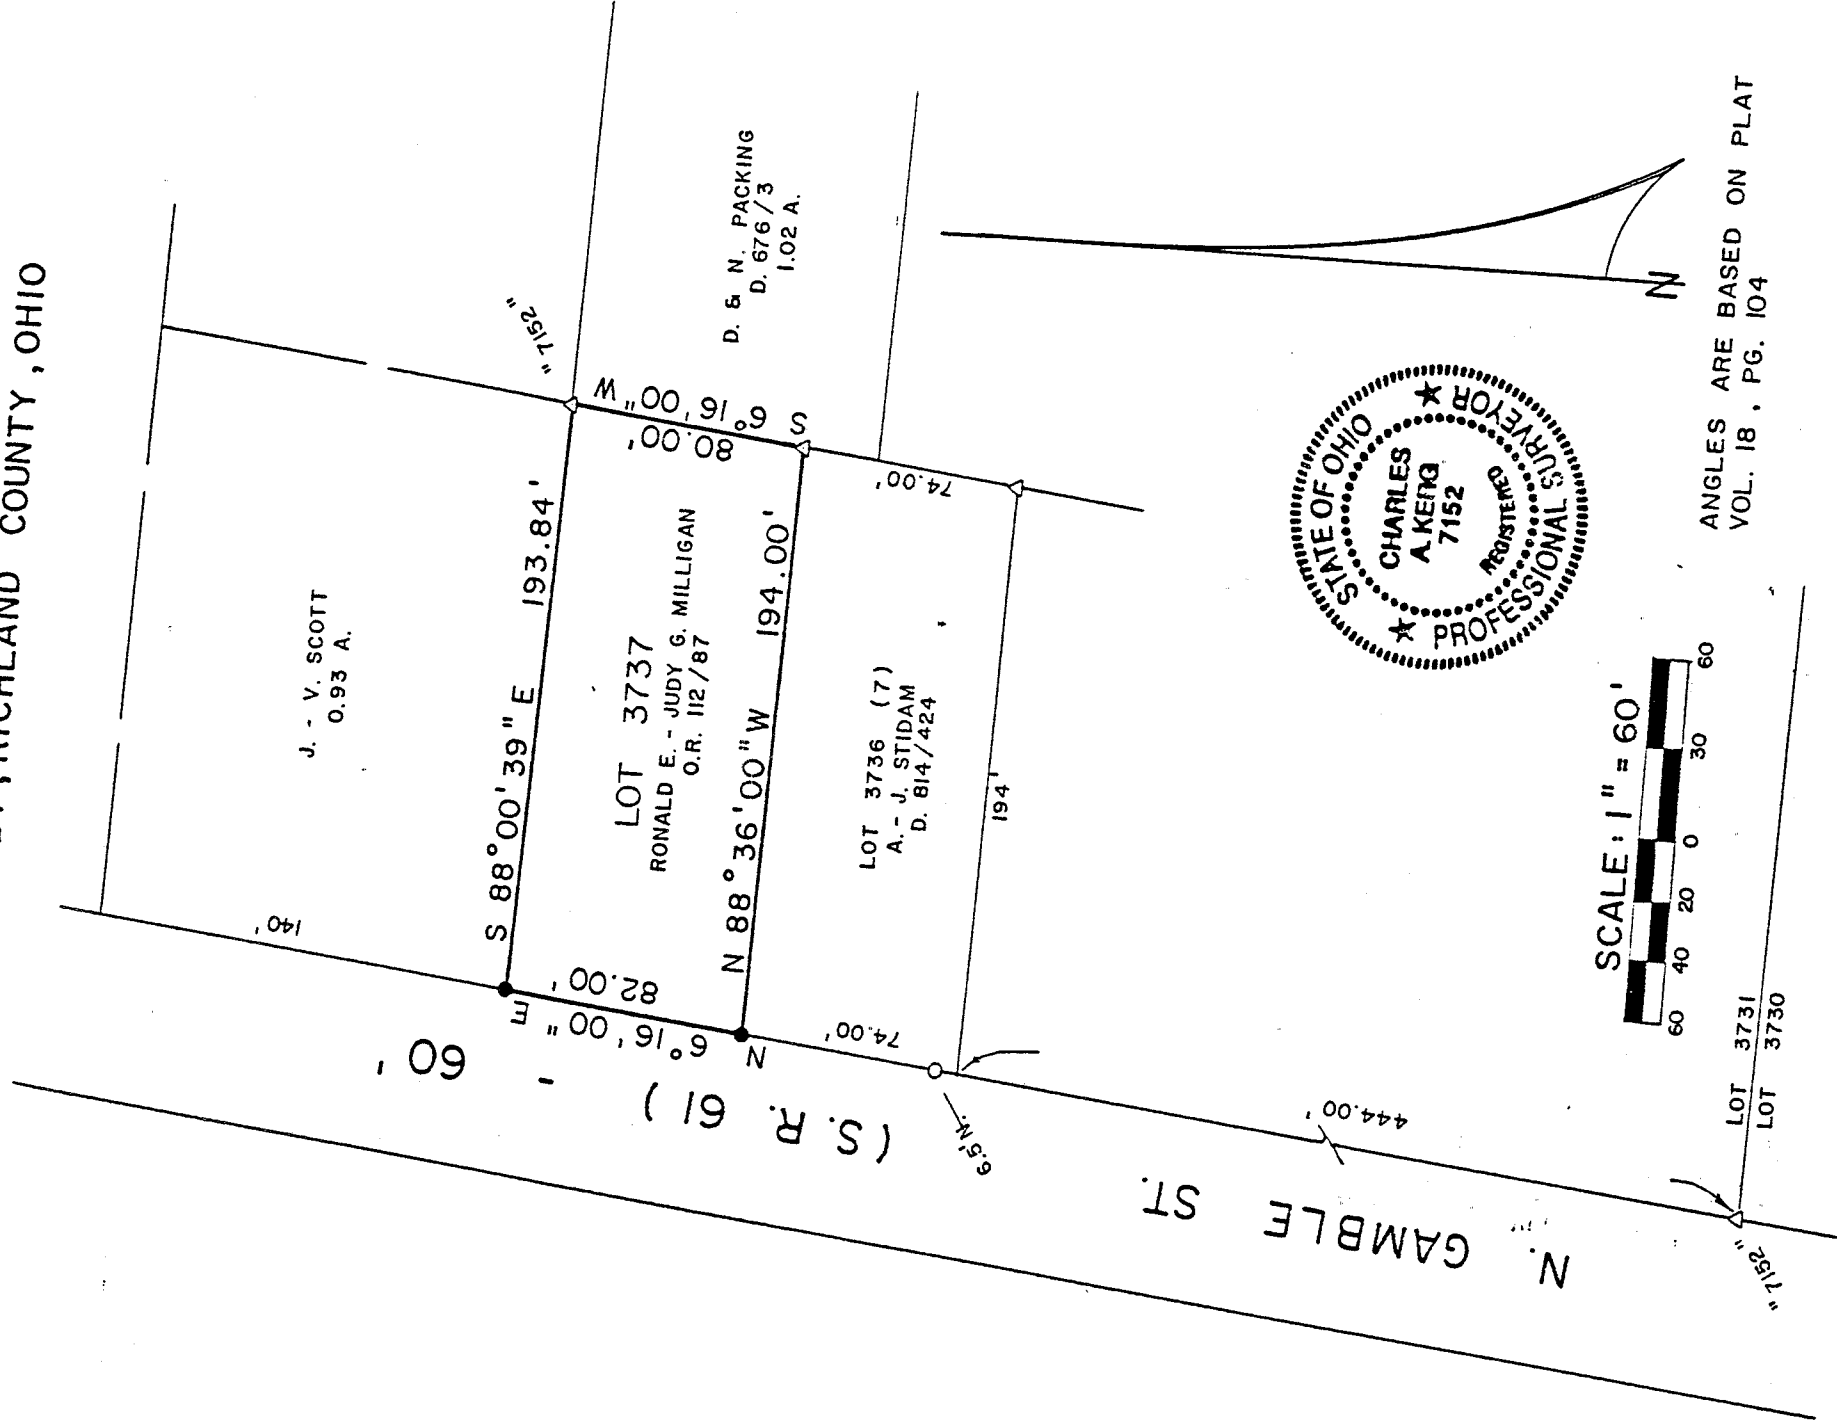 COUNTY, OHIO
J. - V. SCOTT
0.93 A.
140'
"7152"
S 88°00'39" E 193.84'
D. & N. PACKING
D. 676/3
1.02 A.
S 6°16'00" W
80.00'
LOT 3737
RONALD E. - JUDY G. MILLIGAN
O.R. 112/87
82.00'
N 6°16'00" E
N 88°36'00" W 194.00'
74.00'
74.00'
LOT 3736 (7)
A. - J. STIDAM
D. 814/424
194'
6.5' N.
N. GAMBLE ST. (S.R. 61) - 60'
444.00'
N
STATE OF OHIO
CHARLES
A. KERG
7152
REGISTERED
PROFESSIONAL SURVEYOR
ANGLES ARE BASED ON PLAT
VOL. 18, PG. 104
SCALE: 1" = 60'
60 40 20 0 30 60
LOT 3731
LOT 3730
"7152"